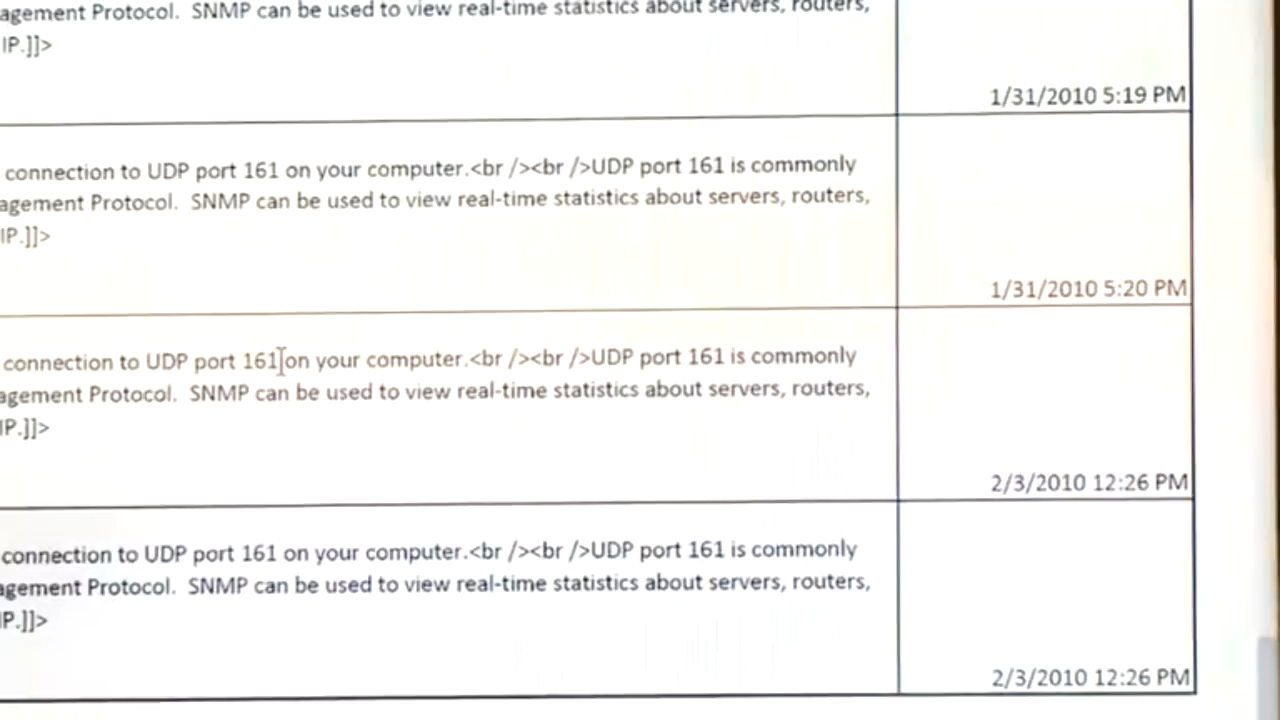 agement Protocol.  SNMP can be used to view real-time statistics about servers, routers,
IP.]]>
1/31/2010 5:19 PM
connection to UDP port 161 on your computer.<br /><br />UDP port 161 is commonly
agement Protocol.  SNMP can be used to view real-time statistics about servers, routers,
IP.]]>
1/31/2010 5:20 PM
connection to UDP port 161 on your computer.<br /><br />UDP port 161 is commonly
agement Protocol.  SNMP can be used to view real-time statistics about servers, routers,
IP.]]>
2/3/2010 12:26 PM
connection to UDP port 161 on your computer.<br /><br />UDP port 161 is commonly
agement Protocol.  SNMP can be used to view real-time statistics about servers, routers,
IP.]]>
2/3/2010 12:26 PM